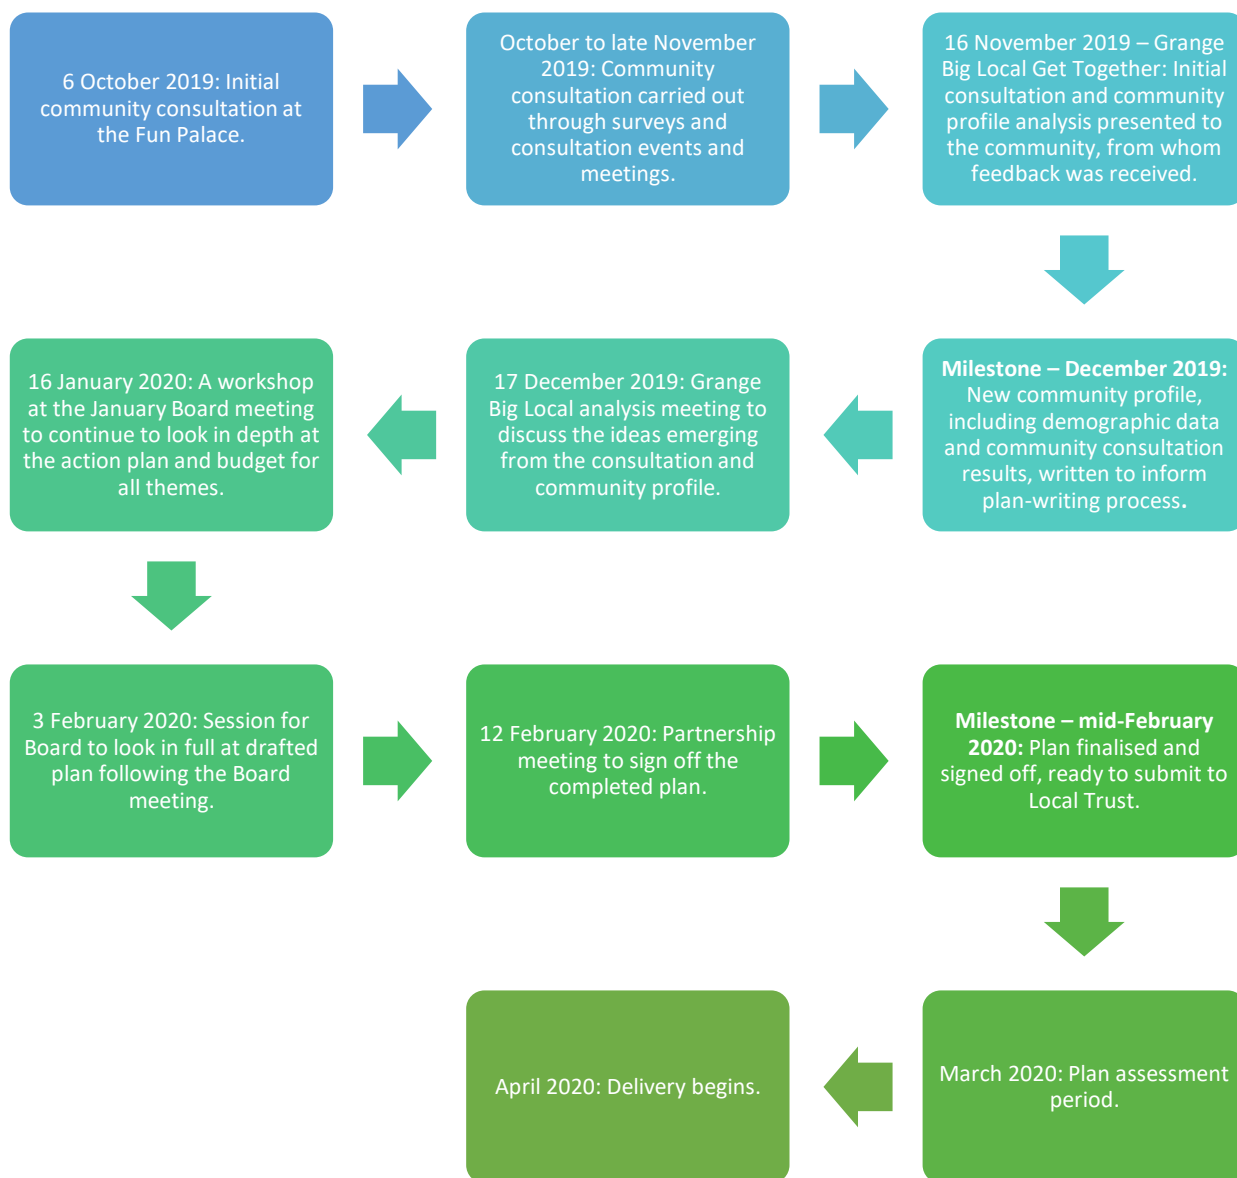 6 October 2019: Initial
community consultation at
the Fun Palace.
October to late November
2019: Community
consultation carried out
through surveys and
consultation events and
meetings.
16 November 2019 – Grange
Big Local Get Together: Initial
consultation and community
profile analysis presented to
the community, from whom
feedback was received.
Milestone – December 2019:
New community profile,
including demographic data
and community consultation
results, written to inform
plan-writing process.
17 December 2019: Grange
Big Local analysis meeting to
discuss the ideas emerging
from the consultation and
community profile.
16 January 2020: A workshop
at the January Board meeting
to continue to look in depth at
the action plan and budget for
all themes.
3 February 2020: Session for
Board to look in full at drafted
plan following the Board
meeting.
12 February 2020: Partnership
meeting to sign off the
completed plan.
Milestone – mid-February
2020: Plan finalised and
signed off, ready to submit to
Local Trust.
March 2020: Plan assessment
period.
April 2020: Delivery begins.